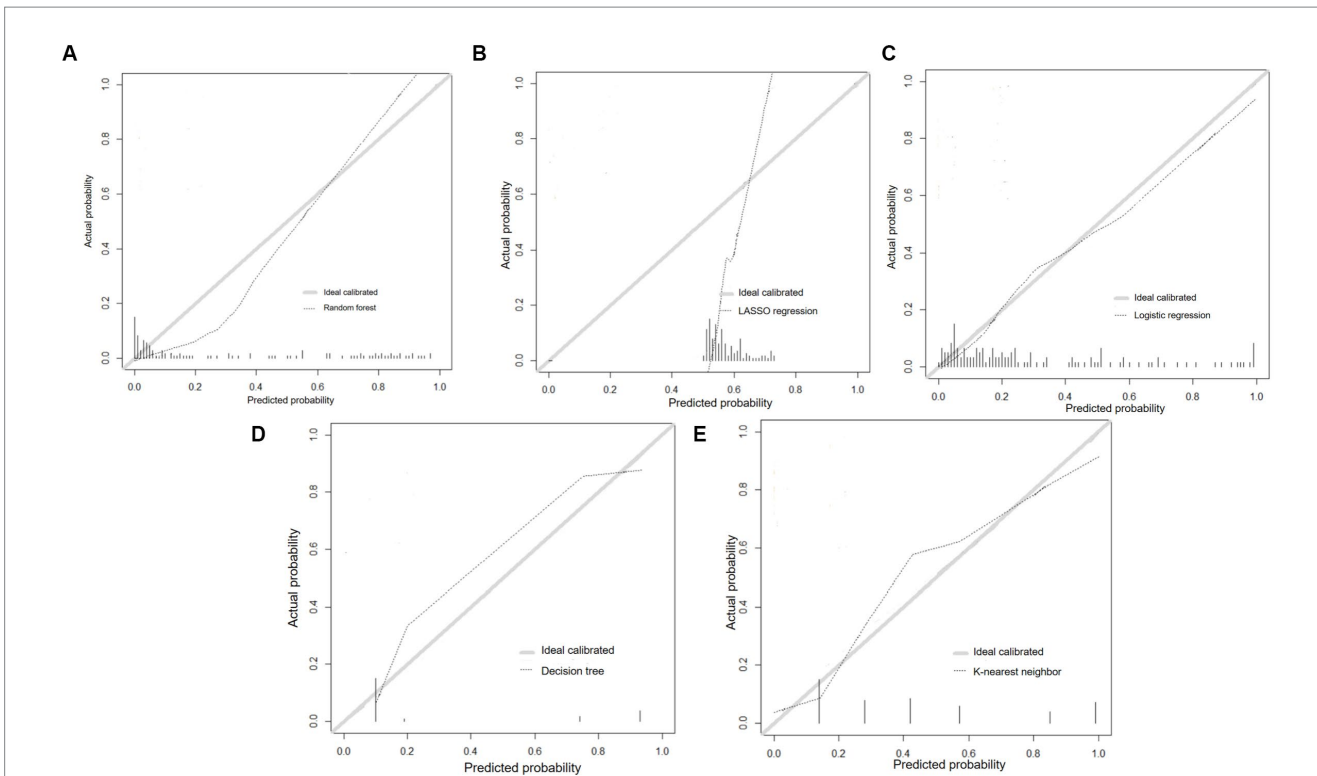 A
1.0
0.8
0.6
0.4
0.2
0.0
Actual probability
Ideal calibrated
Random forest
0.0 0.2 0.4 0.6 0.8 1.0
Predicted probability
B
1.0
0.8
0.6
0.4
0.2
0.0
Actual probability
Ideal calibrated
LASSO regression
0.0 0.2 0.4 0.6 0.8 1.0
Predicted probability
C
1.0
0.8
0.6
0.4
0.2
0.0
Actual probability
Ideal calibrated
Logistic regression
0.0 0.2 0.4 0.6 0.8 1.0
Predicted probability
D
1.0
0.8
0.6
0.4
0.2
0.0
Actual probability
Ideal calibrated
Decision tree
0.0 0.2 0.4 0.6 0.8 1.0
Predicted probability
E
1.0
0.8
0.6
0.4
0.2
0.0
Actual probability
Ideal calibrated
K-nearest neighbor
0.0 0.2 0.4 0.6 0.8 1.0
Predicted probability